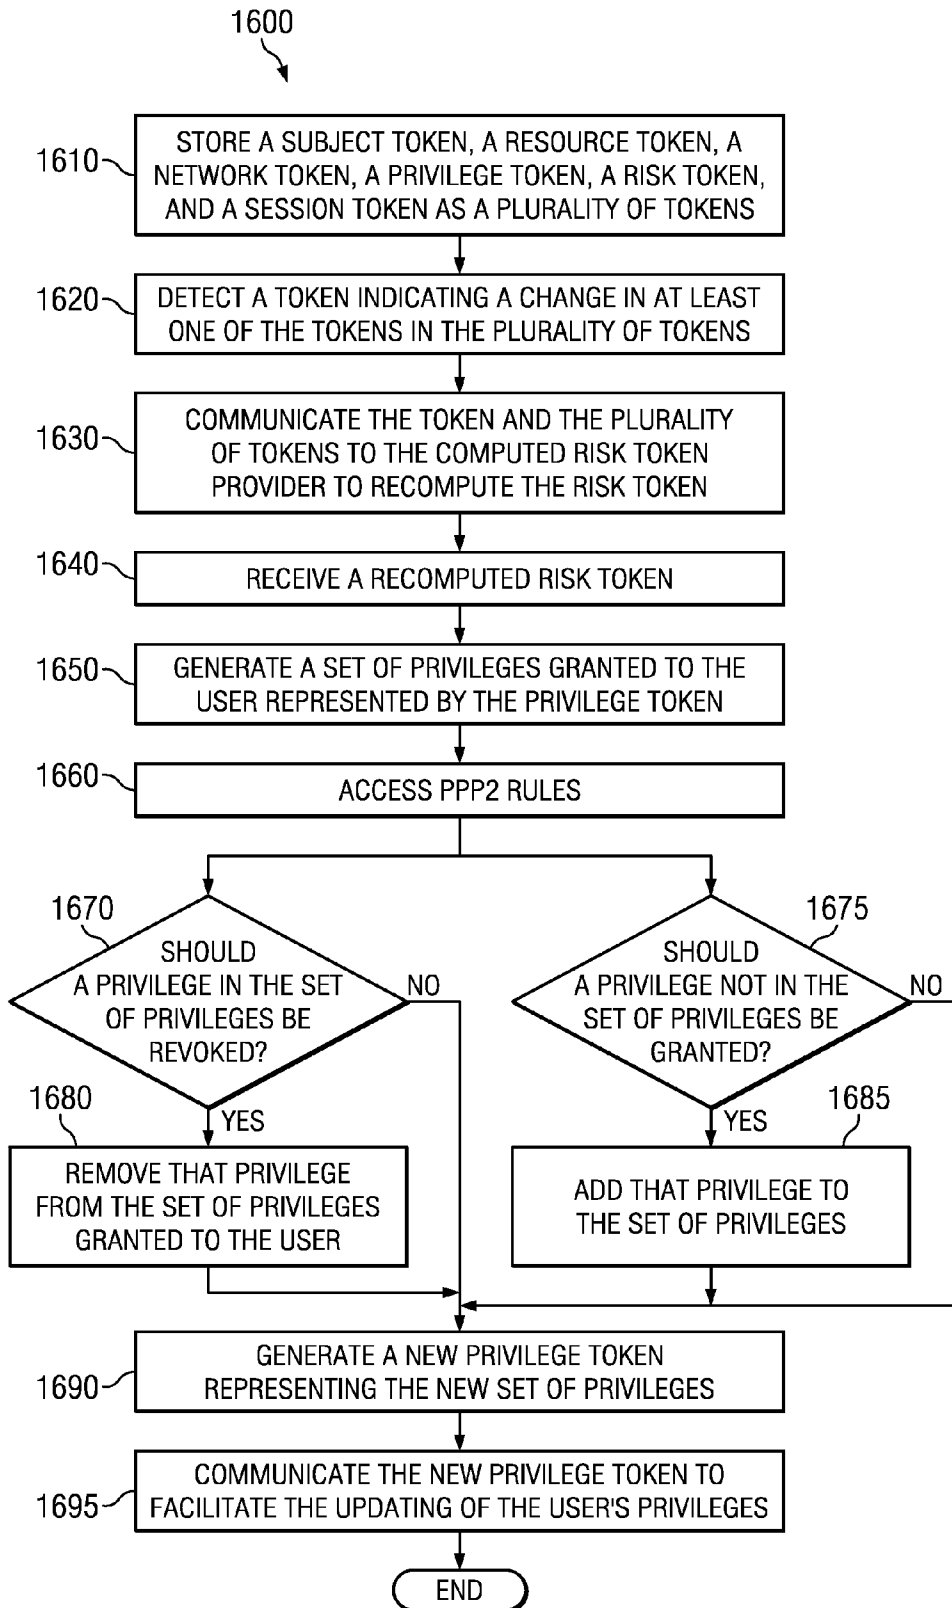 1600
1610
STORE A SUBJECT TOKEN, A RESOURCE TOKEN, A
NETWORK TOKEN, A PRIVILEGE TOKEN, A RISK TOKEN,
AND A SESSION TOKEN AS A PLURALITY OF TOKENS
1620
DETECT A TOKEN INDICATING A CHANGE IN AT LEAST
ONE OF THE TOKENS IN THE PLURALITY OF TOKENS
1630
COMMUNICATE THE TOKEN AND THE PLURALITY
OF TOKENS TO THE COMPUTED RISK TOKEN
PROVIDER TO RECOMPUTE THE RISK TOKEN
1640
RECEIVE A RECOMPUTED RISK TOKEN
1650
GENERATE A SET OF PRIVILEGES GRANTED TO THE
USER REPRESENTED BY THE PRIVILEGE TOKEN
1660
ACCESS PPP2 RULES
1670
SHOULD
A PRIVILEGE IN THE SET
OF PRIVILEGES BE
REVOKED?
NO
YES
1675
SHOULD
A PRIVILEGE NOT IN THE
SET OF PRIVILEGES BE
GRANTED?
NO
YES
1680
REMOVE THAT PRIVILEGE
FROM THE SET OF PRIVILEGES
GRANTED TO THE USER
1685
ADD THAT PRIVILEGE TO
THE SET OF PRIVILEGES
1690
GENERATE A NEW PRIVILEGE TOKEN
REPRESENTING THE NEW SET OF PRIVILEGES
1695
COMMUNICATE THE NEW PRIVILEGE TOKEN TO
FACILITATE THE UPDATING OF THE USER'S PRIVILEGES
END